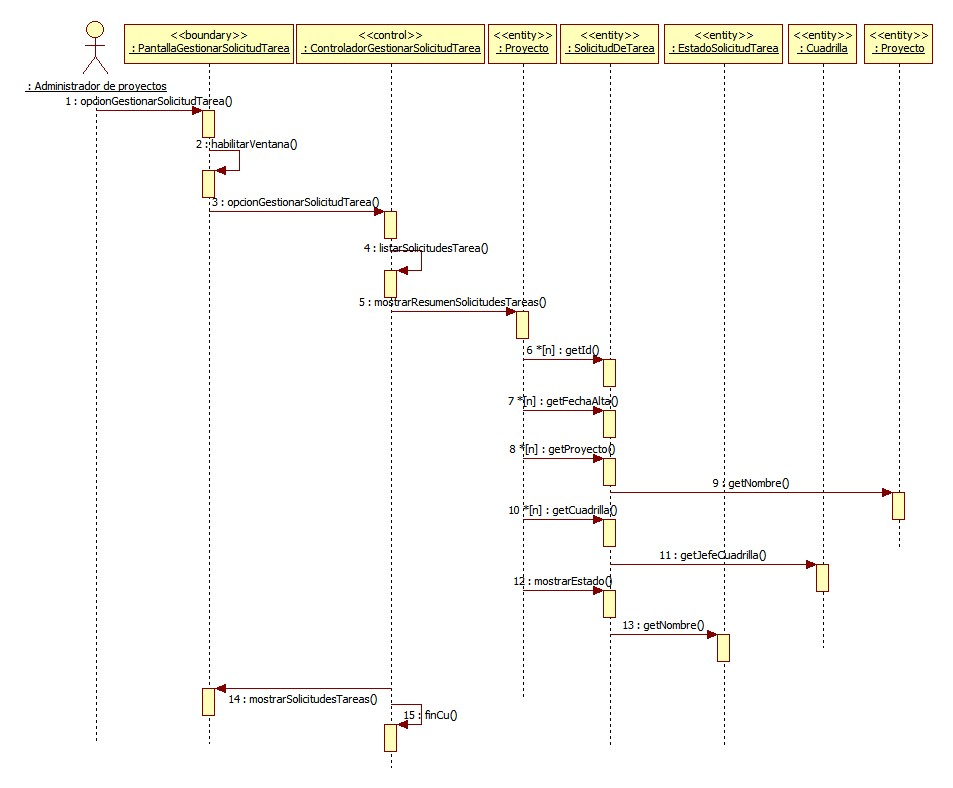 <<boundary>>
: PantallaGestionarSolicitudTarea
<<control>>
: ControladorGestionarSolicitudTarea
<<entity>>
: Proyecto
<<entity>>
: SolicitudDeTarea
<<entity>>
: EstadoSolicitudTarea
<<entity>>
: Cuadrilla
<<entity>>
: Proyecto
: Administrador de proyectos
1 : opcionGestionarSolicitudTarea()
2 : habilitarVentana()
3 : opcionGestionarSolicitudTarea()
4 : listarSolicitudesTarea()
5 : mostrarResumenSolicitudesTareas()
6 *[n] : getId()
7 *[n] : getFechaAlta()
8 *[n] : getProyecto()
9 : getNombre()
10 *[n] : getCuadrilla()
11 : getJefeCuadrilla()
12 : mostrarEstado()
13 : getNombre()
14 : mostrarSolicitudesTareas()
15 : finCu()